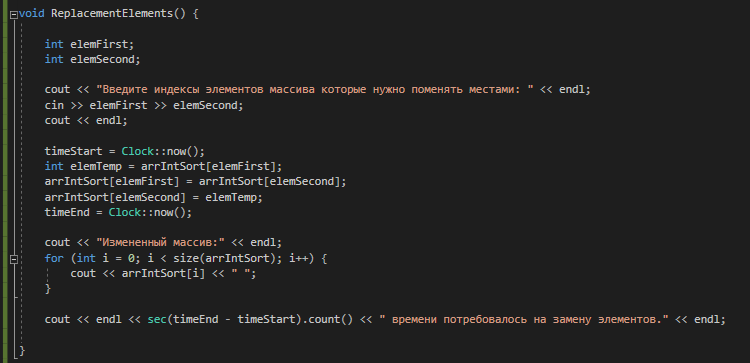 void ReplacementElements() {
int elemFirst;
int elemSecond;
cout << "Введите индексы элементов массива которые нужно поменять местами: " << endl;
cin >> elemFirst >> elemSecond;
cout << endl;
timeStart = Clock::now();
int elemTemp = arrIntSort[elemFirst];
arrIntSort[elemFirst] = arrIntSort[elemSecond];
arrIntSort[elemSecond] = elemTemp;
timeEnd = Clock::now();
cout << "Измененный массив:" << endl;
for (int i = 0; i < size(arrIntSort); i++) {
cout << arrIntSort[i] << " ";
}
cout << endl << sec(timeEnd - timeStart).count() << " времени потребовалось на замену элементов." << endl;
}